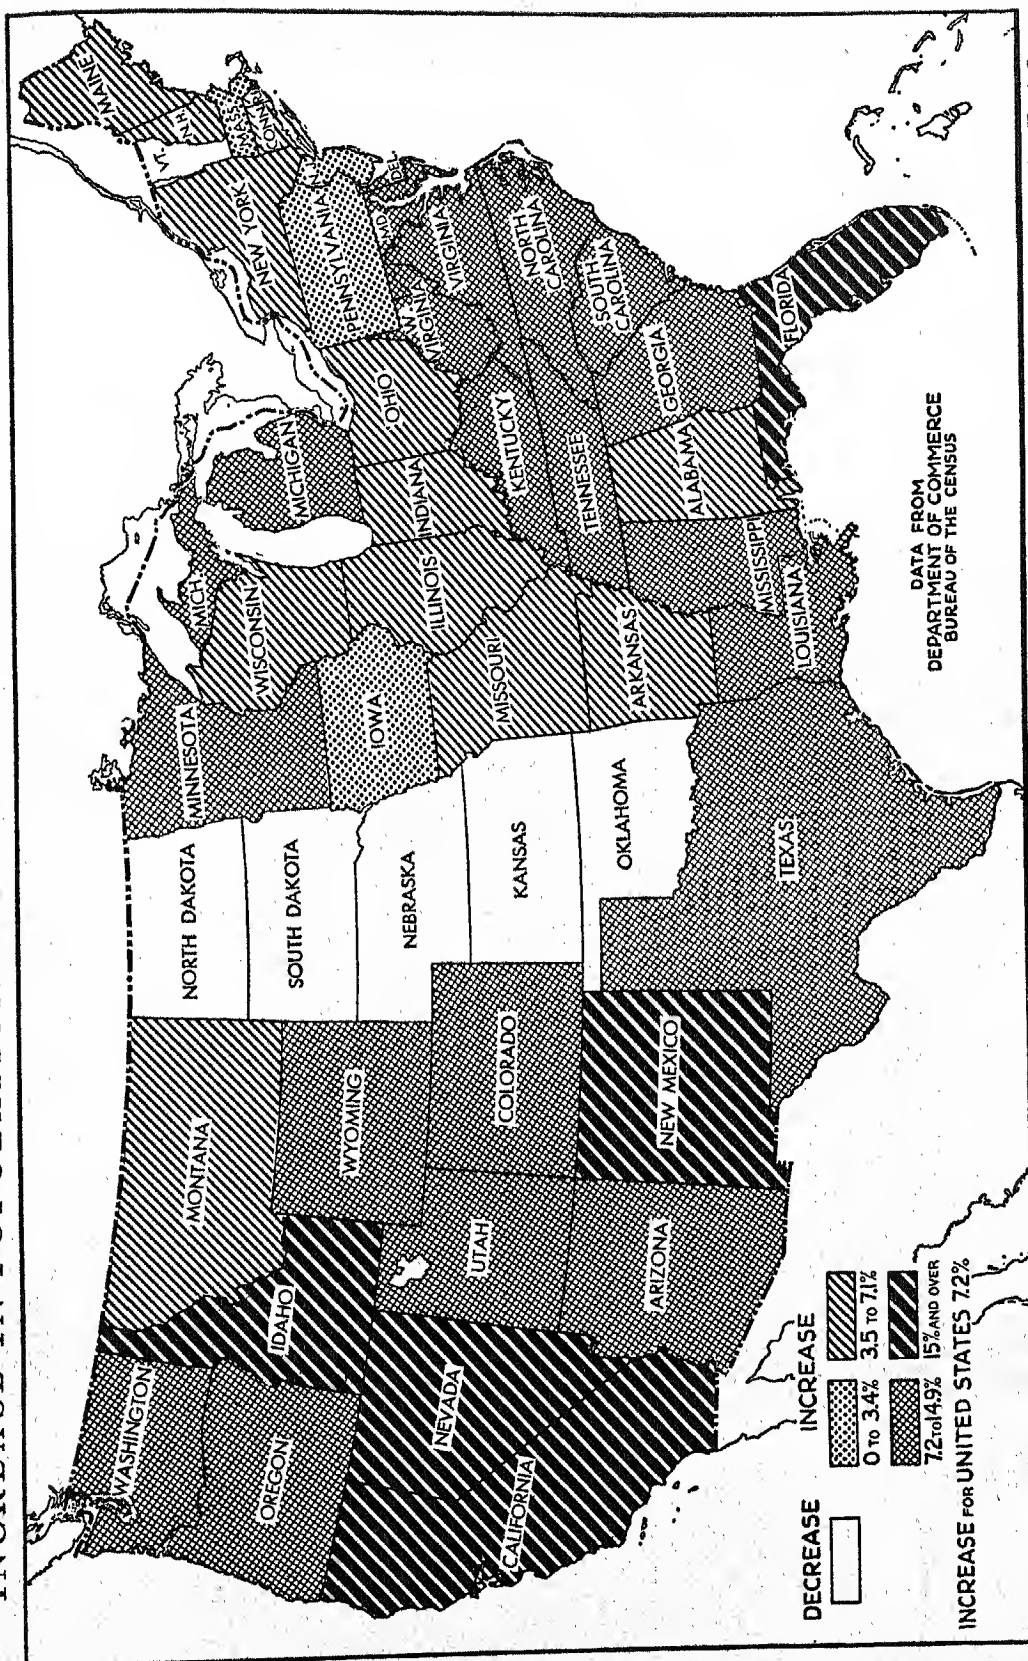 WASHINGTON
OREGON
CALIFORNIA
NEVADA
IDAHO
MONTANA
WYOMING
UTAH
COLORADO
ARIZONA
NEW MEXICO
NORTH DAKOTA
SOUTH DAKOTA
NEBRASKA
KANSAS
OKLAHOMA
TEXAS
MINNESOTA
IOWA
MISSOURI
ARKANSAS
LOUISIANA
WISCONSIN
MICH.
MICHIGAN
ILLINOIS
INDIANA
OHIO
KENTUCKY
TENNESSEE
MISSISSIPPI
ALABAMA
GEORGIA
FLORIDA
SOUTH
CAROLINA
NORTH
CAROLINA
VIRGINIA
W.
VIRGINIA
MD.
DEL.
PENNSYLVANIA
N.J.
NEW YORK
CONN.
MASS.
VT.
N.H.
MAINE
DECREASE
INCREASE
0 TO 3.4%
3.5 TO 7.1%
7.2 TO 14.9%
15% AND OVER
INCREASE FOR UNITED STATES 7.2%
DATA FROM
DEPARTMENT OF COMMERCE
BUREAU OF THE CENSUS